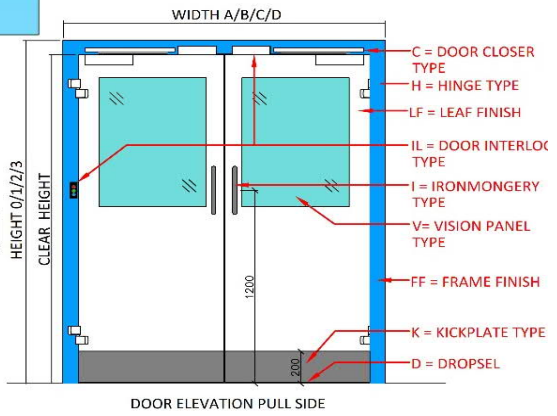 WIDTH A/B/C/D
C = DOOR CLOSER
TYPE
H = HINGE TYPE
LF = LEAF FINISH
IL = DOOR INTERLOC
TYPE
I = IRONMONGERY
TYPE
V= VISION PANEL
TYPE
FF = FRAME FINISH
K = KICKPLATE TYPE
D = DROPSEL
HEIGHT 0/1/2/3
CLEAR HEIGHT
1200
200
DOOR ELEVATION PULL SIDE